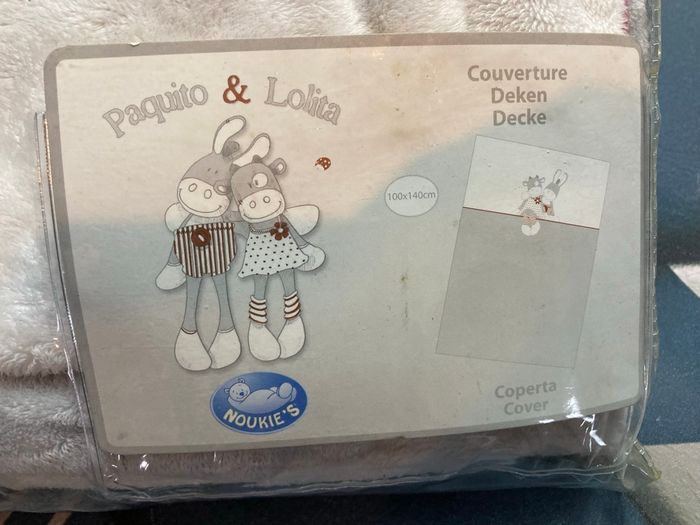 Paquito & Lolita
Couverture
Deken
Decke
100x140cm
NOUKIE'S
Coperta
Cover